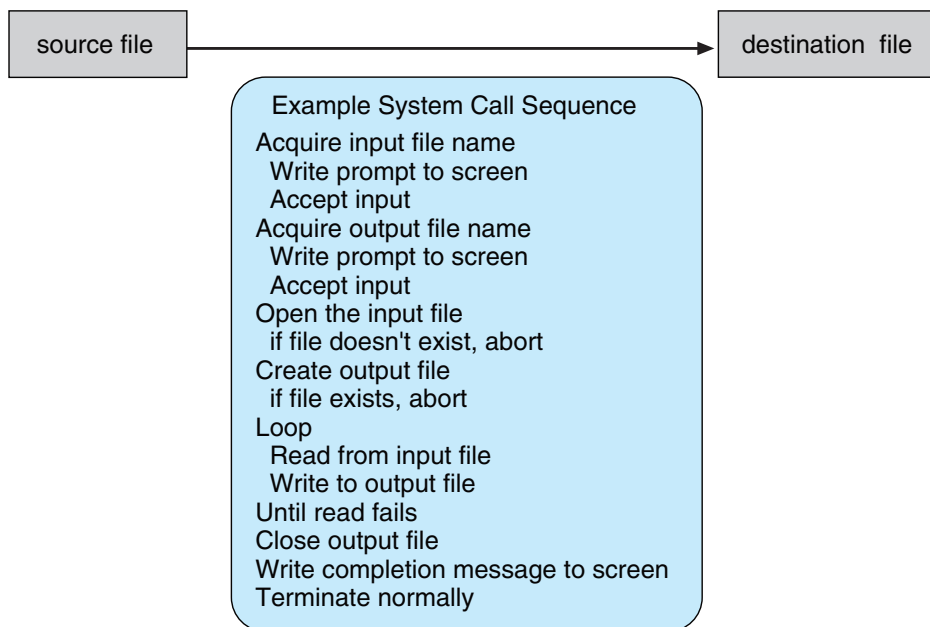 source file
destination file
Example System Call Sequence
Acquire input file name
Write prompt to screen
Accept input
Acquire output file name
Write prompt to screen
Accept input
Open the input file
if file doesn't exist, abort
Create output file
if file exists, abort
Loop
Read from input file
Write to output file
Until read fails
Close output file
Write completion message to screen
Terminate normally